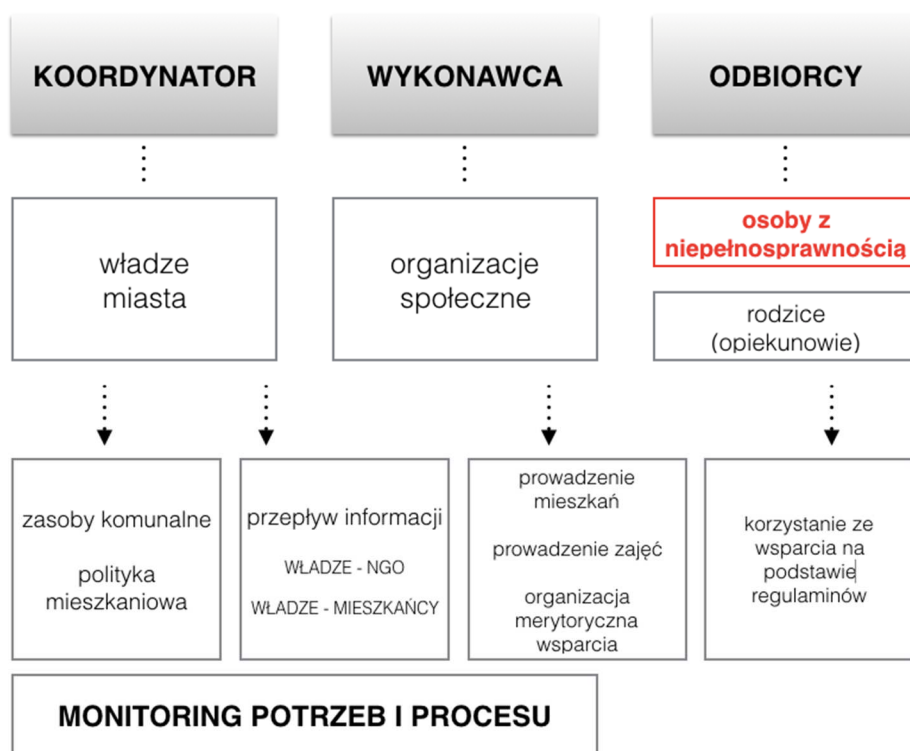 KOORDYNATOR
WYKONAWCA
ODBIORCY
władze
miasta
organizacje
społeczne
osoby z
niepełnosprawnością
rodzice
(opiekunowie)
zasoby komunalne
polityka
mieszkaniowa
przepływ informacji
WŁADZE - NGO
WŁADZE - MIESZKAŃCY
prowadzenie
mieszkań
prowadzenie zajęć
organizacja
merytoryczna
wsparcia
korzystanie ze
wsparcia na
podstawie
regulaminów
MONITORING POTRZEB I PROCESU